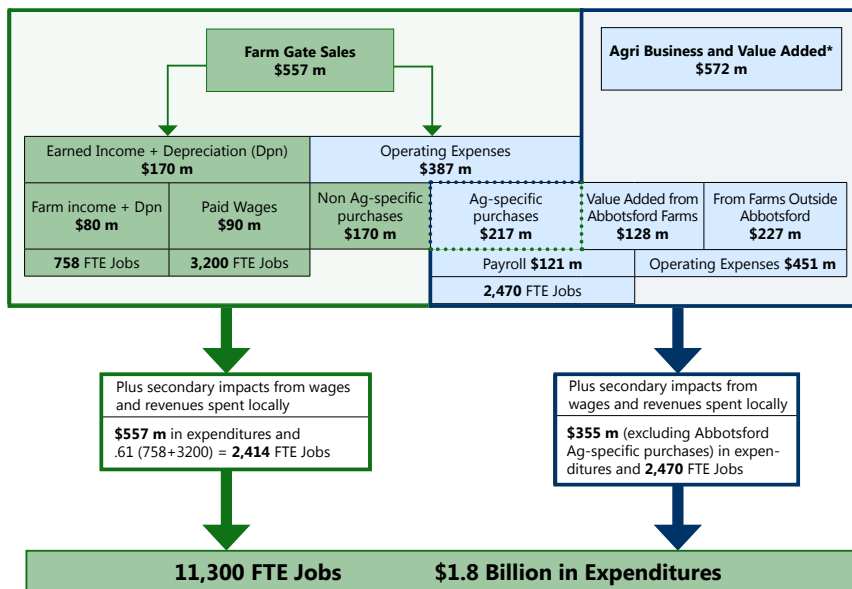 Farm Gate Sales
$557 m
Agri Business and Value Added*
$572 m
Earned Income + Depreciation (Dpn)
$170 m
Operating Expenses
$387 m
Farm income + Dpn
$80 m
Paid Wages
$90 m
Non Ag-specific
purchases
$170 m
Ag-specific
purchases
$217 m
Value Added from
Abbotsford Farms
$128 m
From Farms Outside
Abbotsford
$227 m
758 FTE Jobs
3,200 FTE Jobs
Payroll $121 m
Operating Expenses $451 m
2,470 FTE Jobs
Plus secondary impacts from wages
and revenues spent locally
$557 m in expenditures and
.61 (758+3200) = 2,414 FTE Jobs
Plus secondary impacts from
wages and revenues spent locally
$355 m (excluding Abbotsford
Ag-specific purchases) in expen-
ditures and 2,470 FTE Jobs
11,300 FTE Jobs
$1.8 Billion in Expenditures